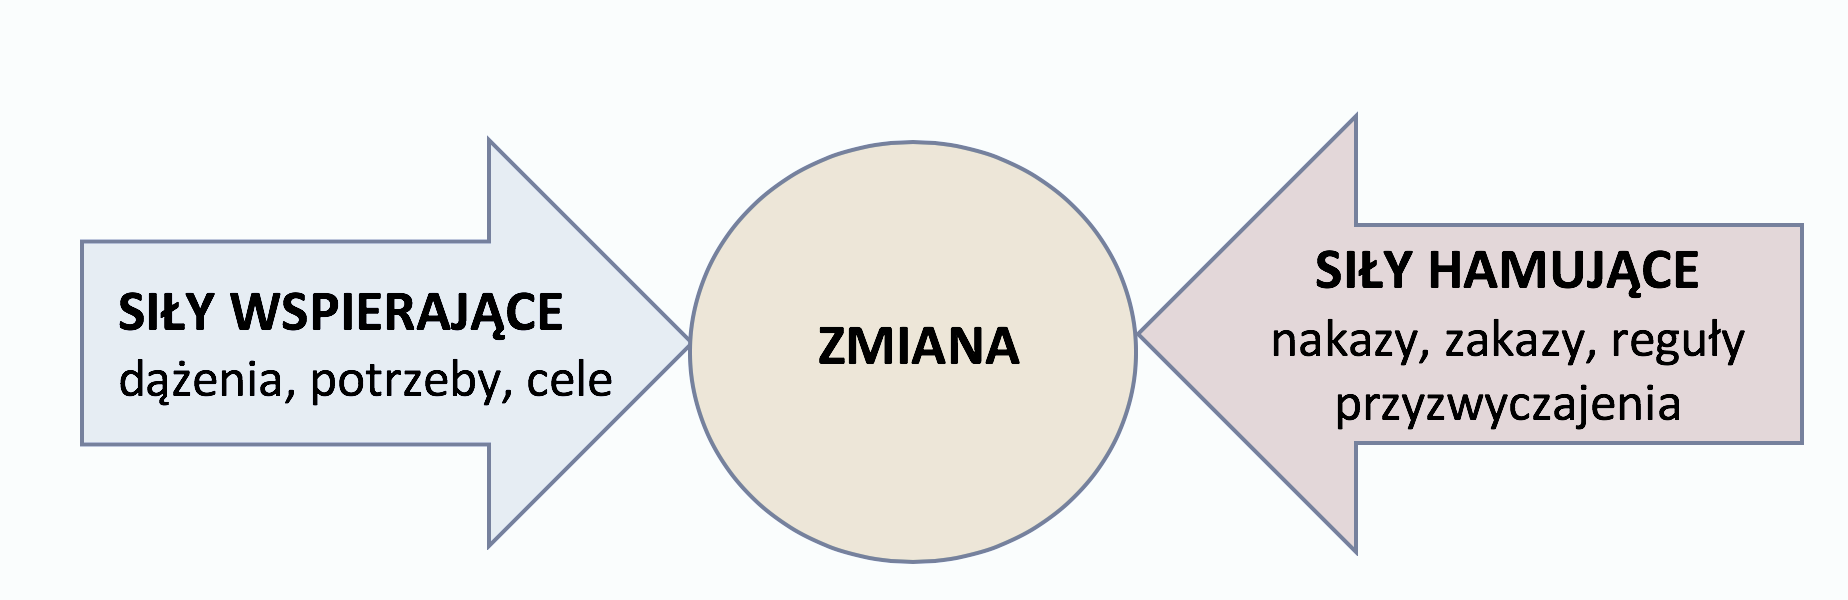 SIŁY WSPIERAJĄCE
dążenia, potrzeby, cele
ZMIANA
SIŁY HAMUJĄCE
nakazy, zakazy, reguły
przyzwyczajenia